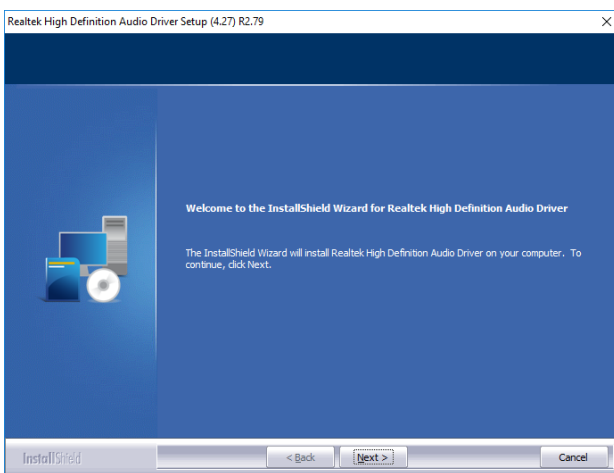 Realtek High Definition Audio Driver Setup (4.27) R2.79
Welcome to the InstallShield Wizard for Realtek High Definition Audio Driver
The InstallShield Wizard will install Realtek High Definition Audio Driver on your computer. To
continue, click Next.
InstallShield
< Back
Next >
Cancel